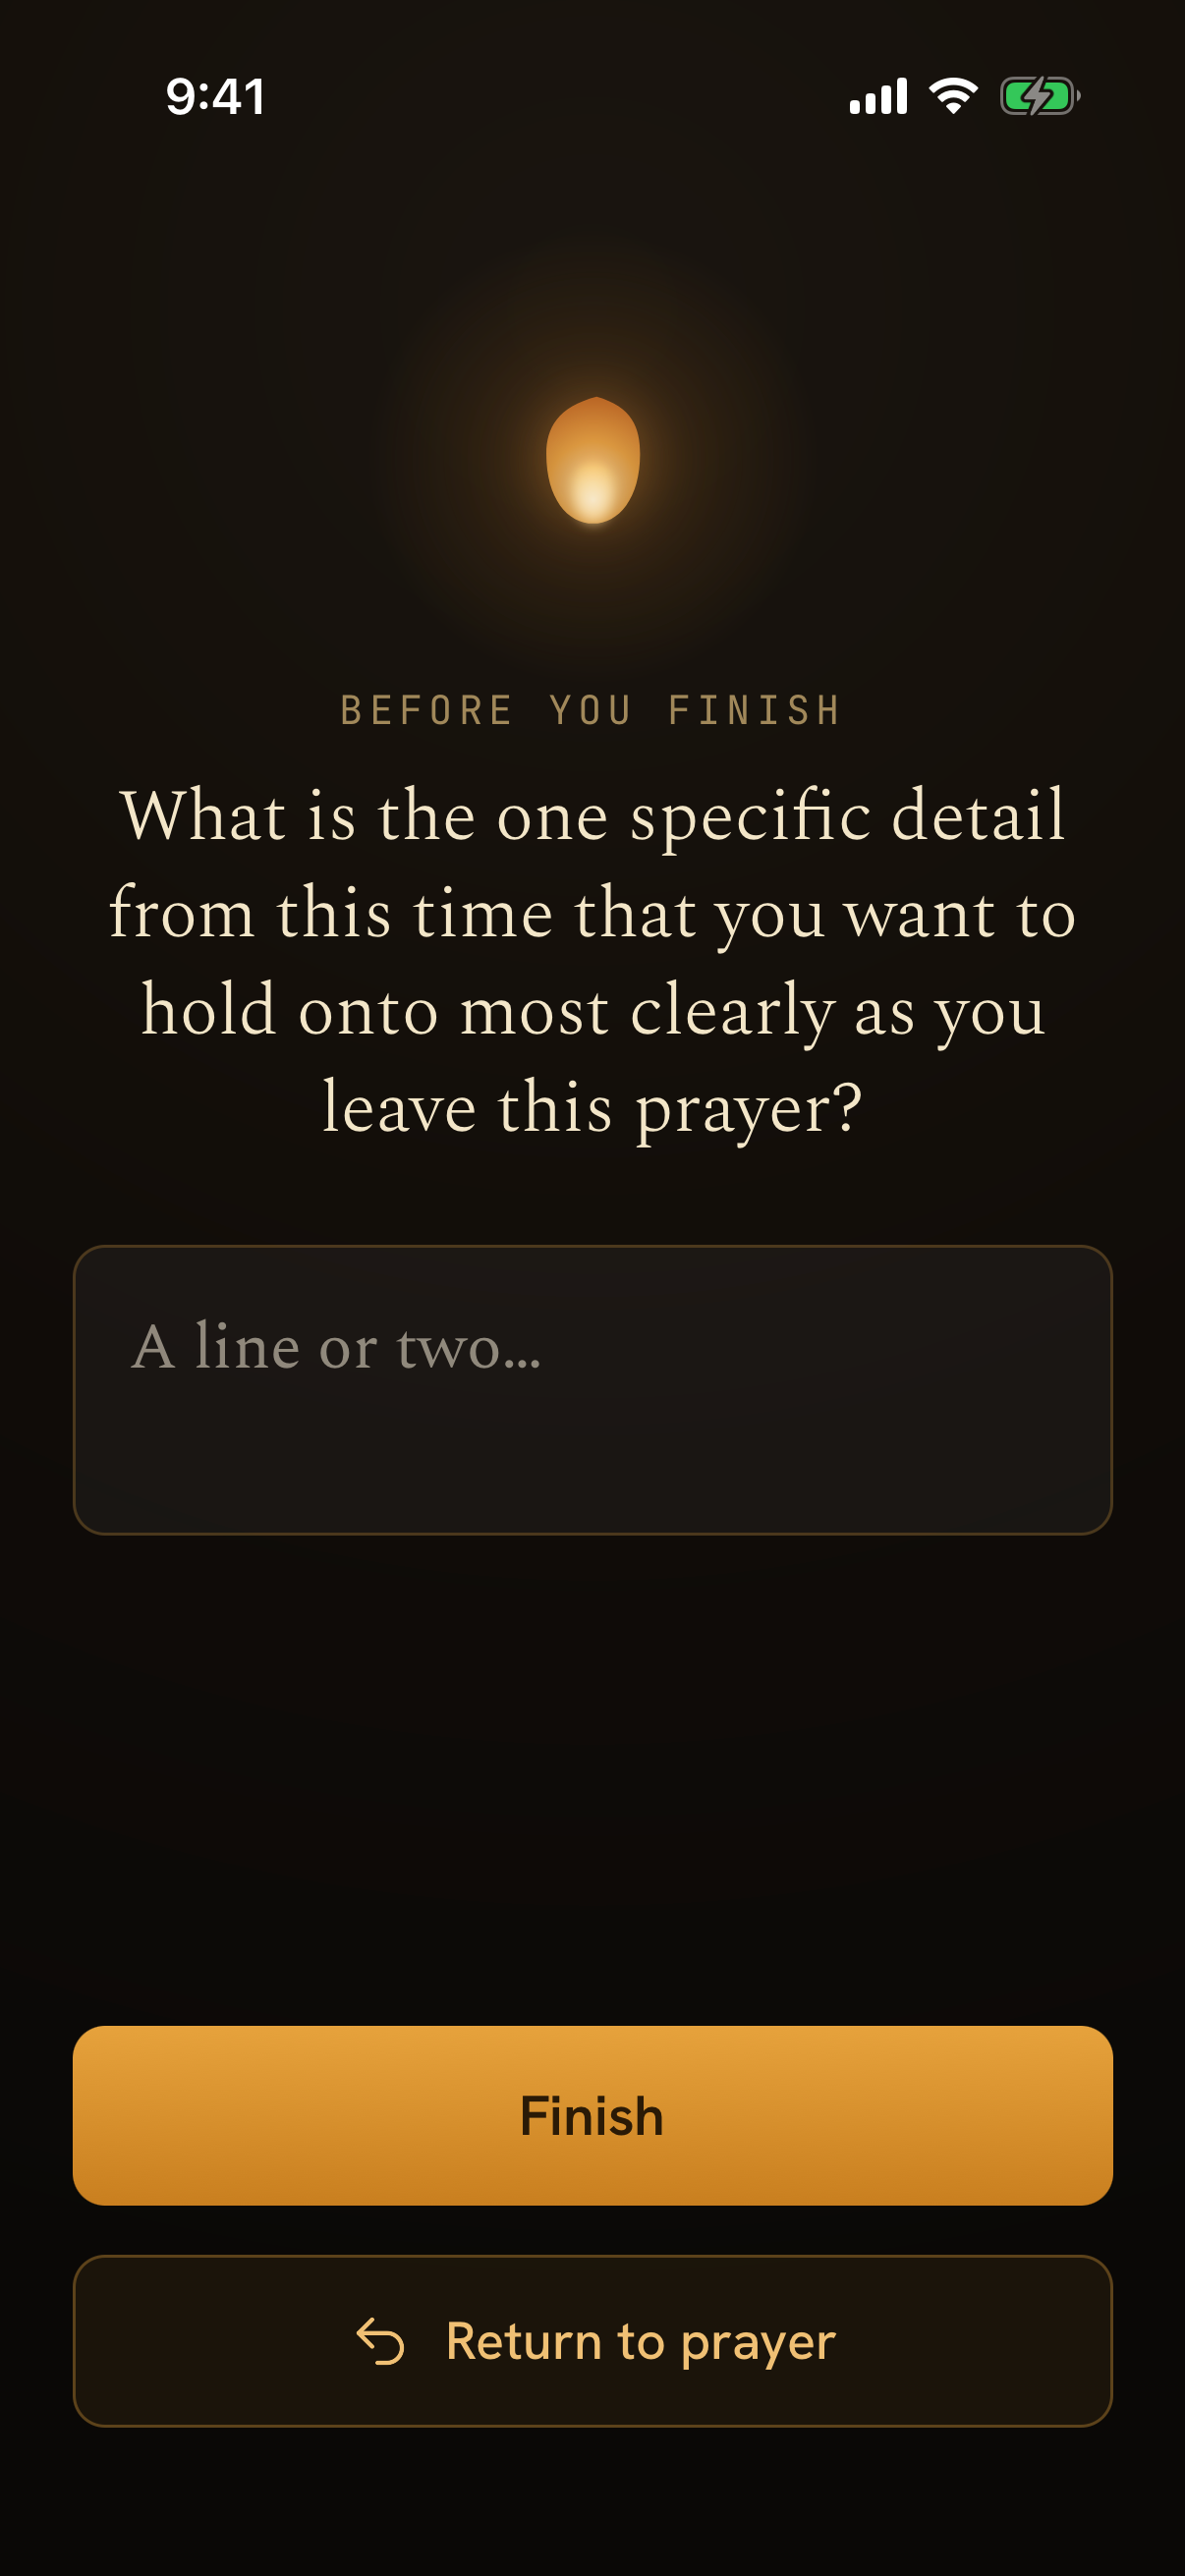 9:41
BEFORE YOU FINISH
What is the one specific detail
from this time that you want to
hold onto most clearly as you
leave this prayer?
A line or two...
Finish
Return to prayer